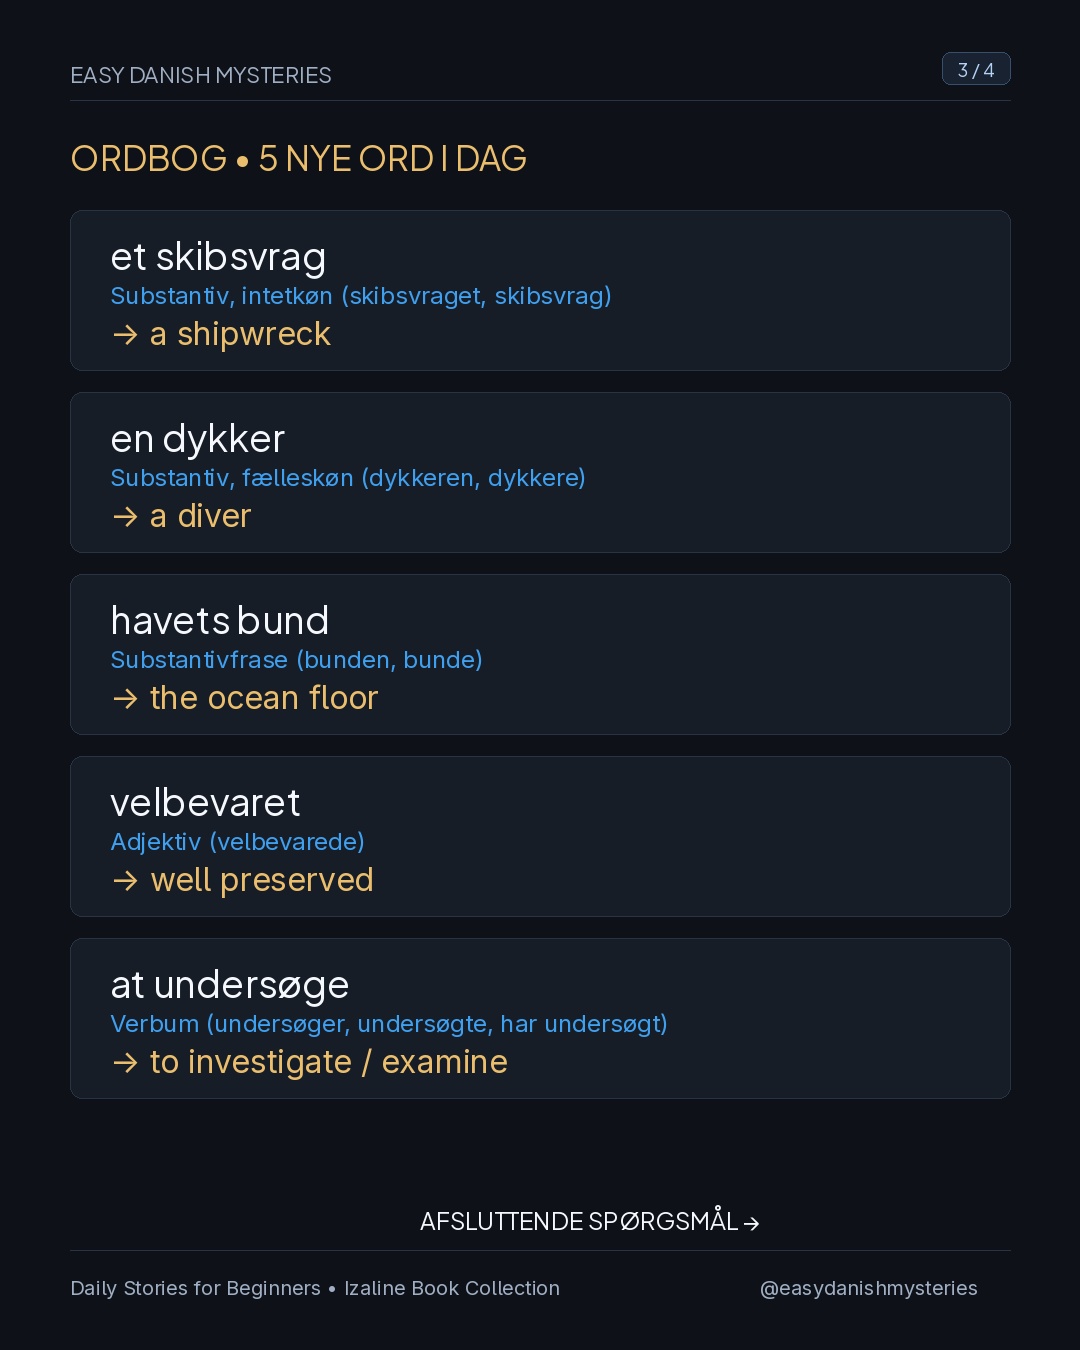 EASY DANISH MYSTERIES
3 / 4
ORDBOG • 5 NYE ORD I DAG
et skibsvrag
Substantiv, intetkøn (skibsvraget, skibsvrag)
→ a shipwreck
en dykker
Substantiv, fælleskøn (dykkeren, dykkere)
→ a diver
havets bund
Substantivfrase (bunden, bunde)
→ the ocean floor
velbevaret
Adjektiv (velbevarede)
→ well preserved
at undersøge
Verbum (undersøger, undersøgte, har undersøgt)
→ to investigate / examine
AFSLUTTENDE SPØRGSMÅL →
Daily Stories for Beginners • Izaline Book Collection
@easydanishmysteries